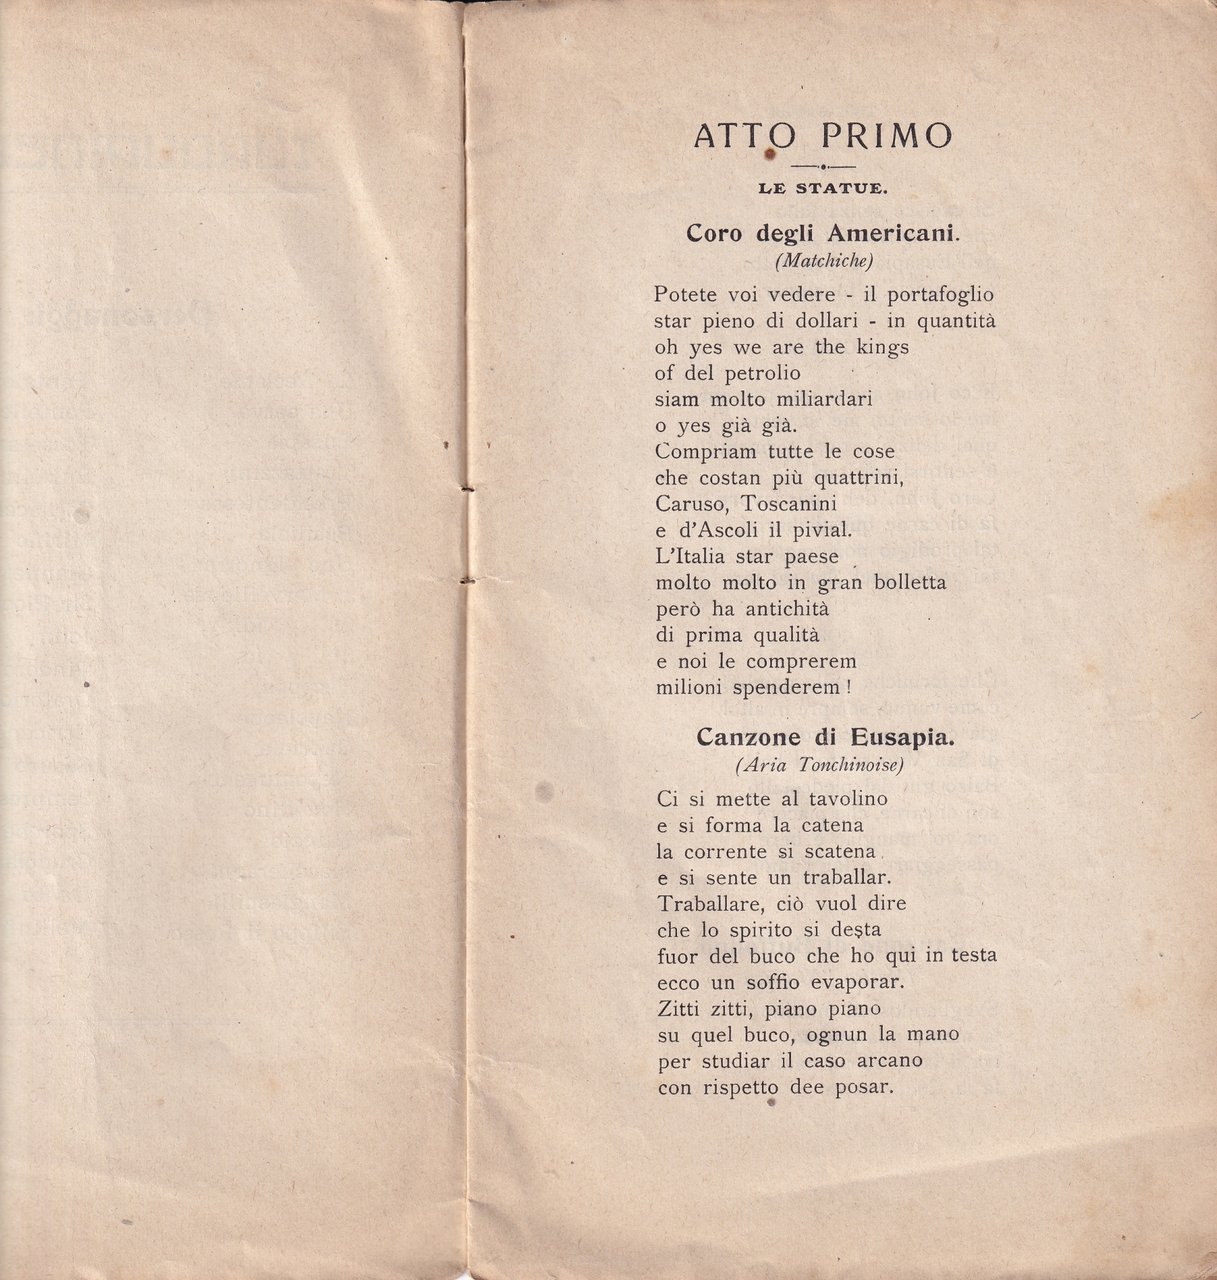 ATTO PRIMO
LE STATUE.
Coro degli Americani.
(Matchiche)
Potete voi vedere - il portafoglio
star pieno di dollari - in quantità
oh yes we are the kings
of del petrolio
siam molto miliardari
o yes già già.
Compriam tutte le cose
che costan più quattrini,
Caruso, Toscanini
e d'Ascoli il pivial.
L'Italia star paese
molto molto in gran bolletta
però ha antichità
di prima qualità
e noi le comprerem
milioni spenderem !
Canzone di Eusapia.
(Aria Tonchinoise)
Ci si mette al tavolino
e si forma la catena
la corrente si scatena
e si sente un traballar.
Traballare, ciò vuol dire
che lo spirito si desta
fuor del buco che ho qui in testa
ecco un soffio evaporar.
Zitti zitti, piano piano
su quel buco, ognun la mano
per studiar il caso arcano
con rispetto dee posar.